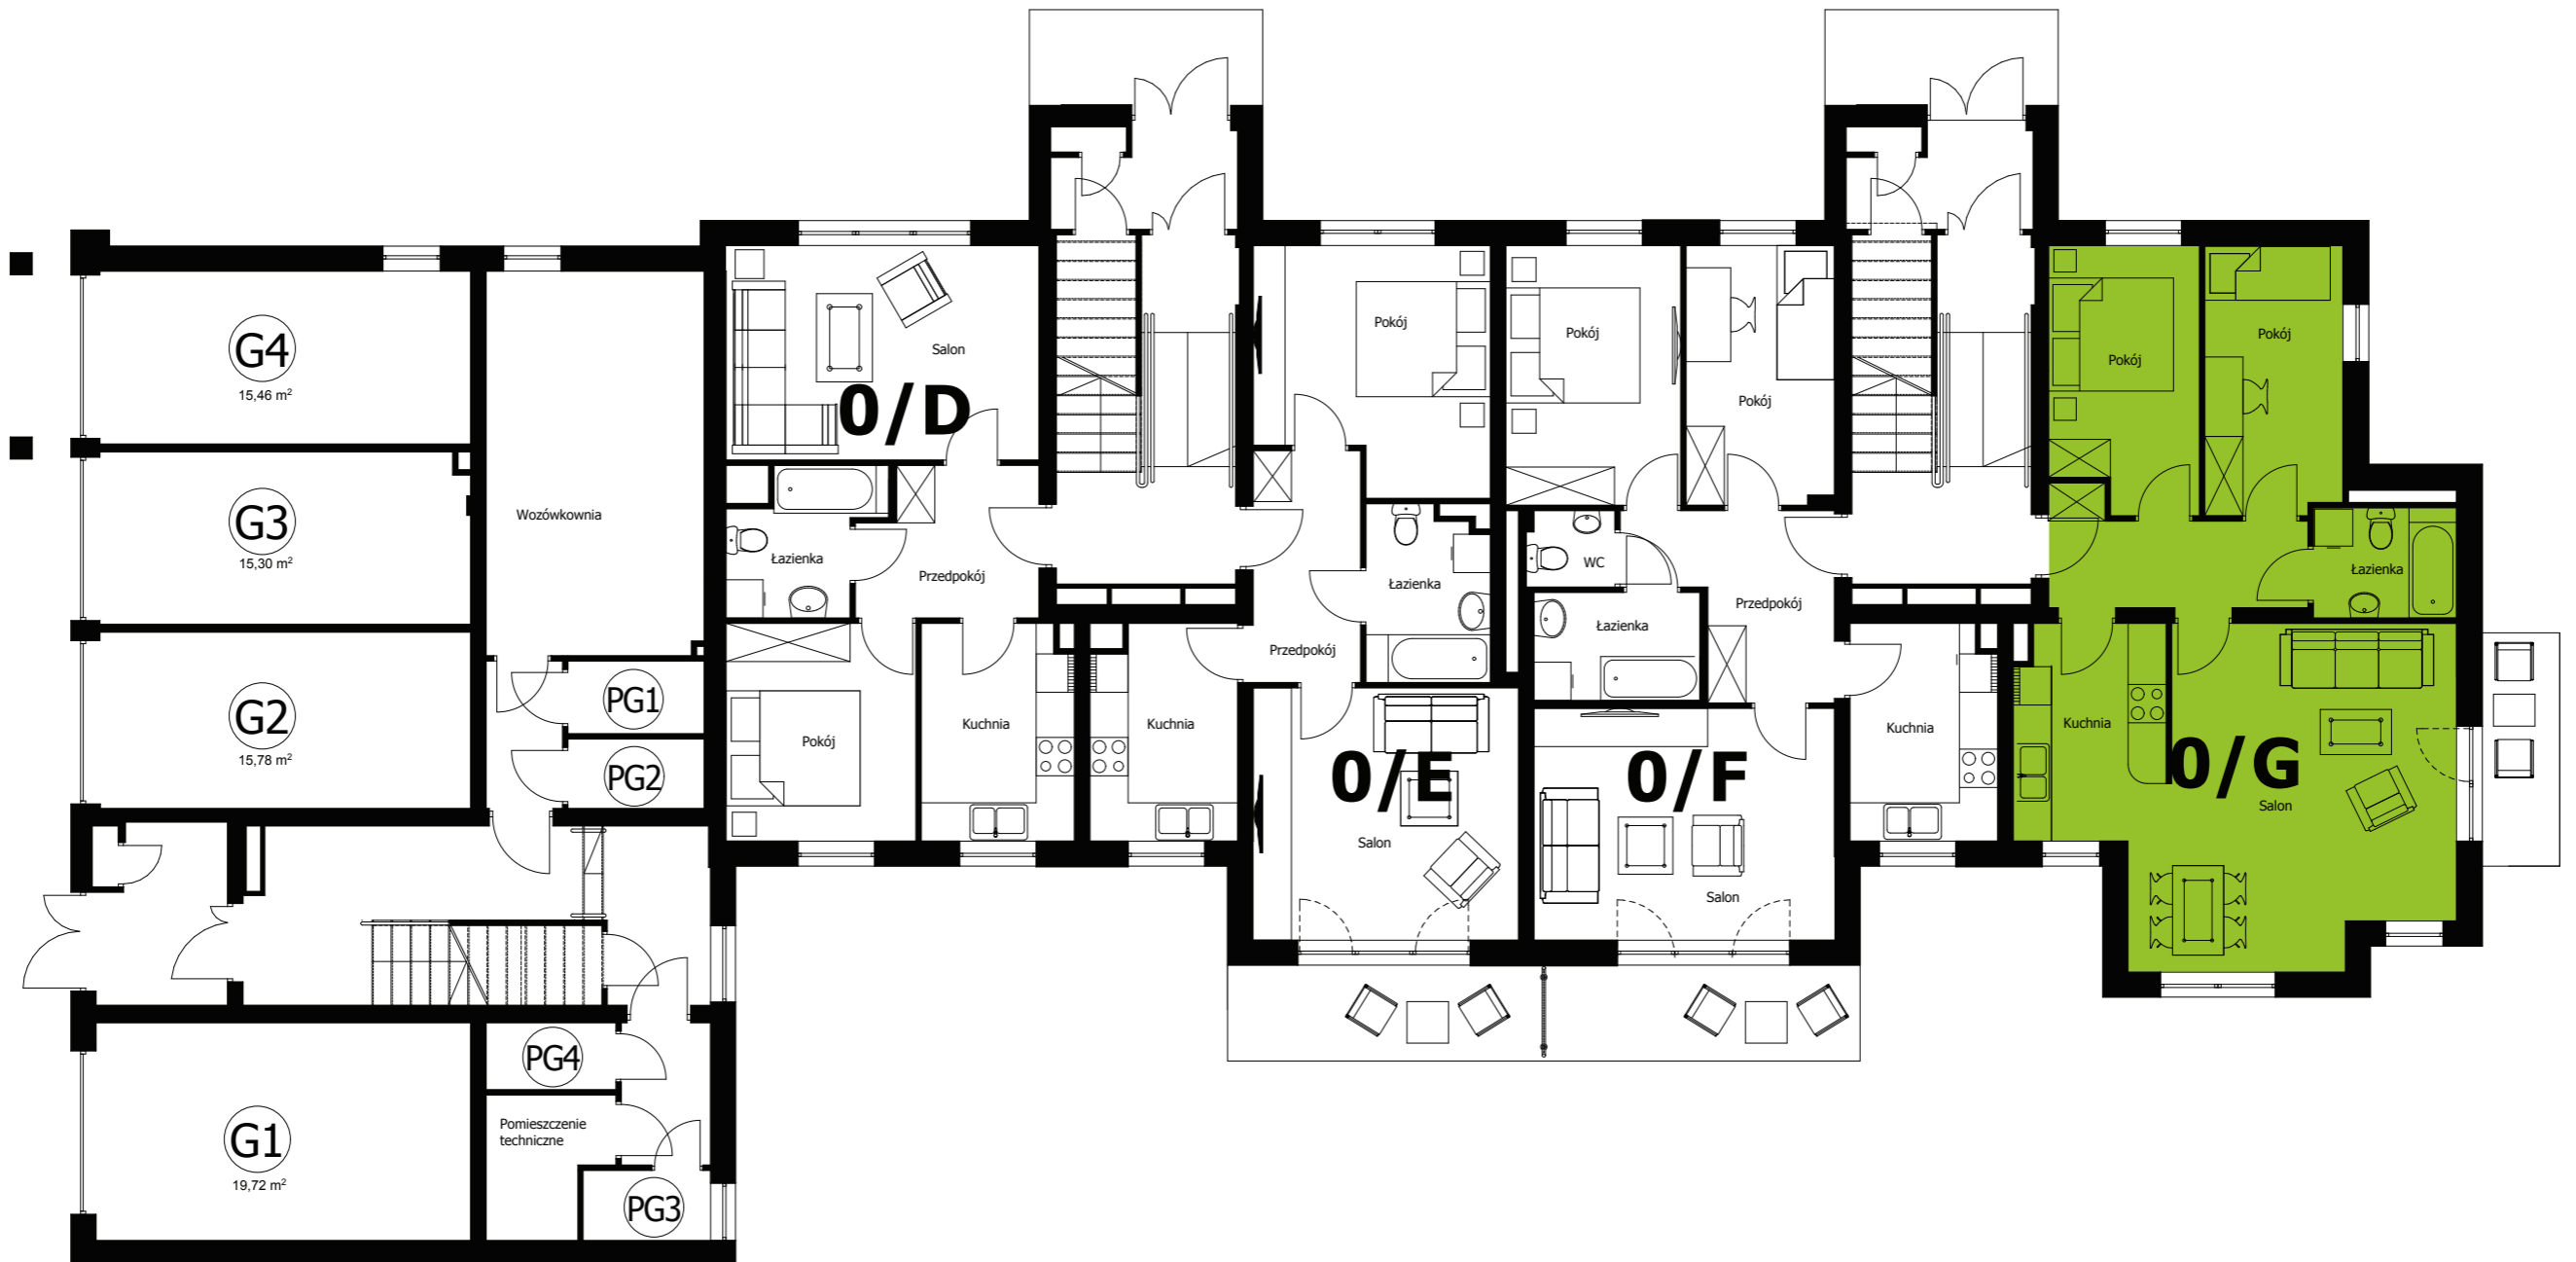 G4
15,46 m²
G3
15,30 m²
G2
15,78 m²
Wozówkownia
PG1
PG2
G1
19,72 m²
PG4
Pomieszczenie
techniczne
PG3
Salon
0/D
Łazienka
Przedpokój
Pokój
Kuchnia
Pokój
Łazienka
Przedpokój
Kuchnia
0/E
Salon
Pokój
Pokój
WC
Łazienka
Przedpokój
Kuchnia
0/F
Salon
Pokój
Pokój
Łazienka
Kuchnia
0/G
Salon